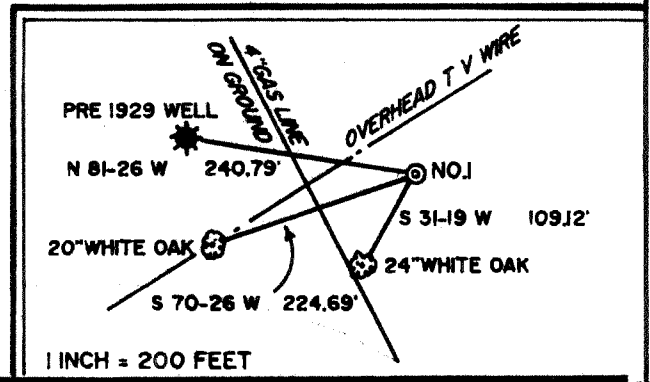 4" GAS LINE
ON GROUND
OVERHEAD T V WIRE
PRE 1929 WELL
N 81-26 W 240.79'
NO.1
S 31-19 W 109.12'
20" WHITE OAK
24" WHITE OAK
S 70-26 W 224.69'
1 INCH = 200 FEET